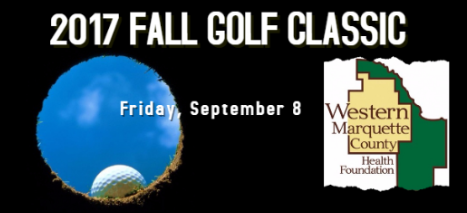 2017 FALL GOLF CLASSIC
Friday, September 8
Western
Marquette
County
Health
Foundation